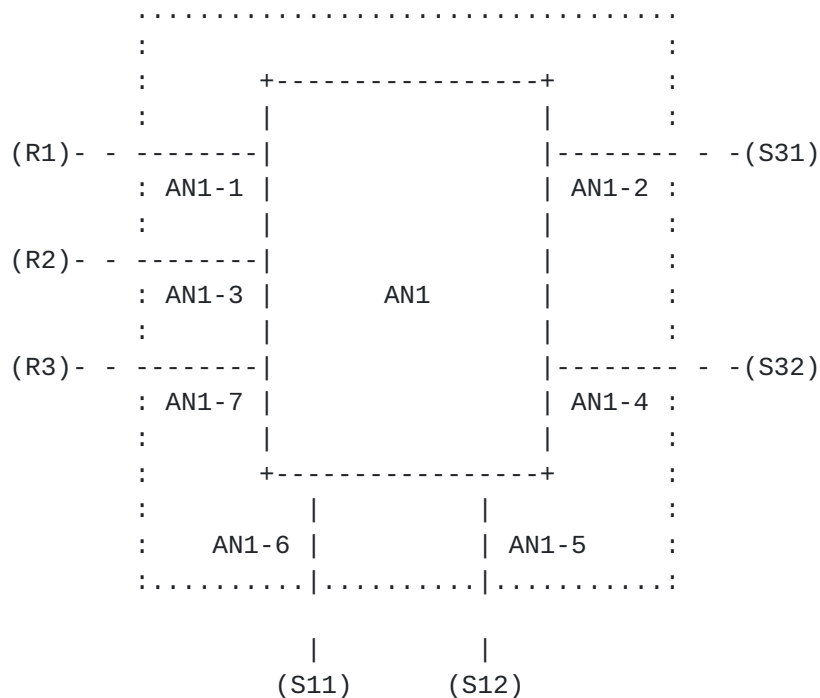 (R1) (S31)
AN1-1 AN1-2
(R2)
AN1-3 AN1
(R3) (S32)
AN1-7 AN1-4
AN1-6 AN1-5
(S11) (S12)